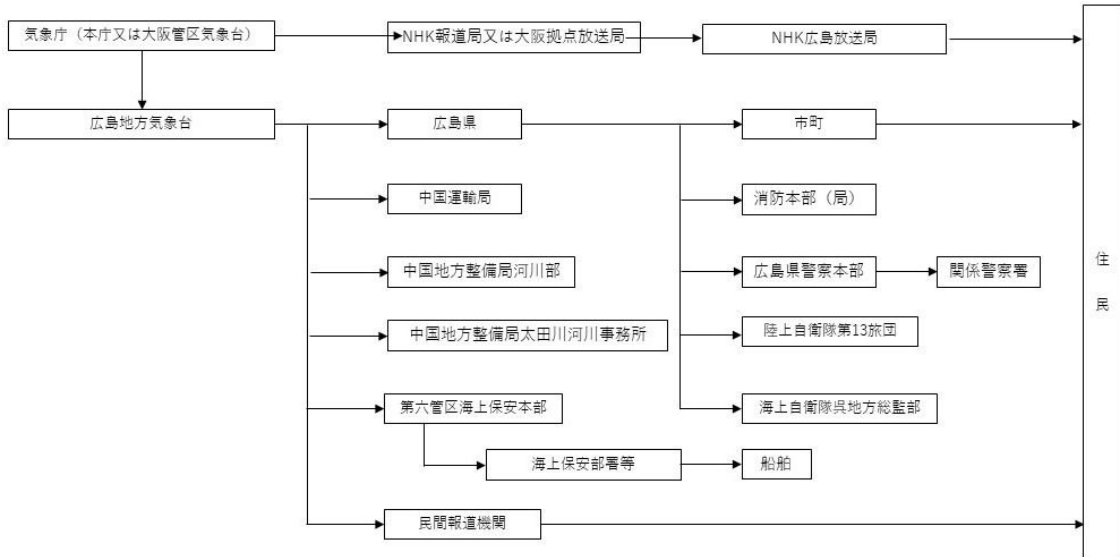 気象庁（本庁又は大阪管区気象台）
NHK報道局又は大阪拠点放送局
NHK広島放送局
広島地方気象台
広島県
市町
中国運輸局
消防本部（局）
中国地方整備局河川部
広島県警察本部
関係警察署
中国地方整備局太田川河川事務所
陸上自衛隊第13旅団
第六管区海上保安本部
海上自衛隊呉地方総監部
海上保安部署等
船舶
民間報道機関
住民